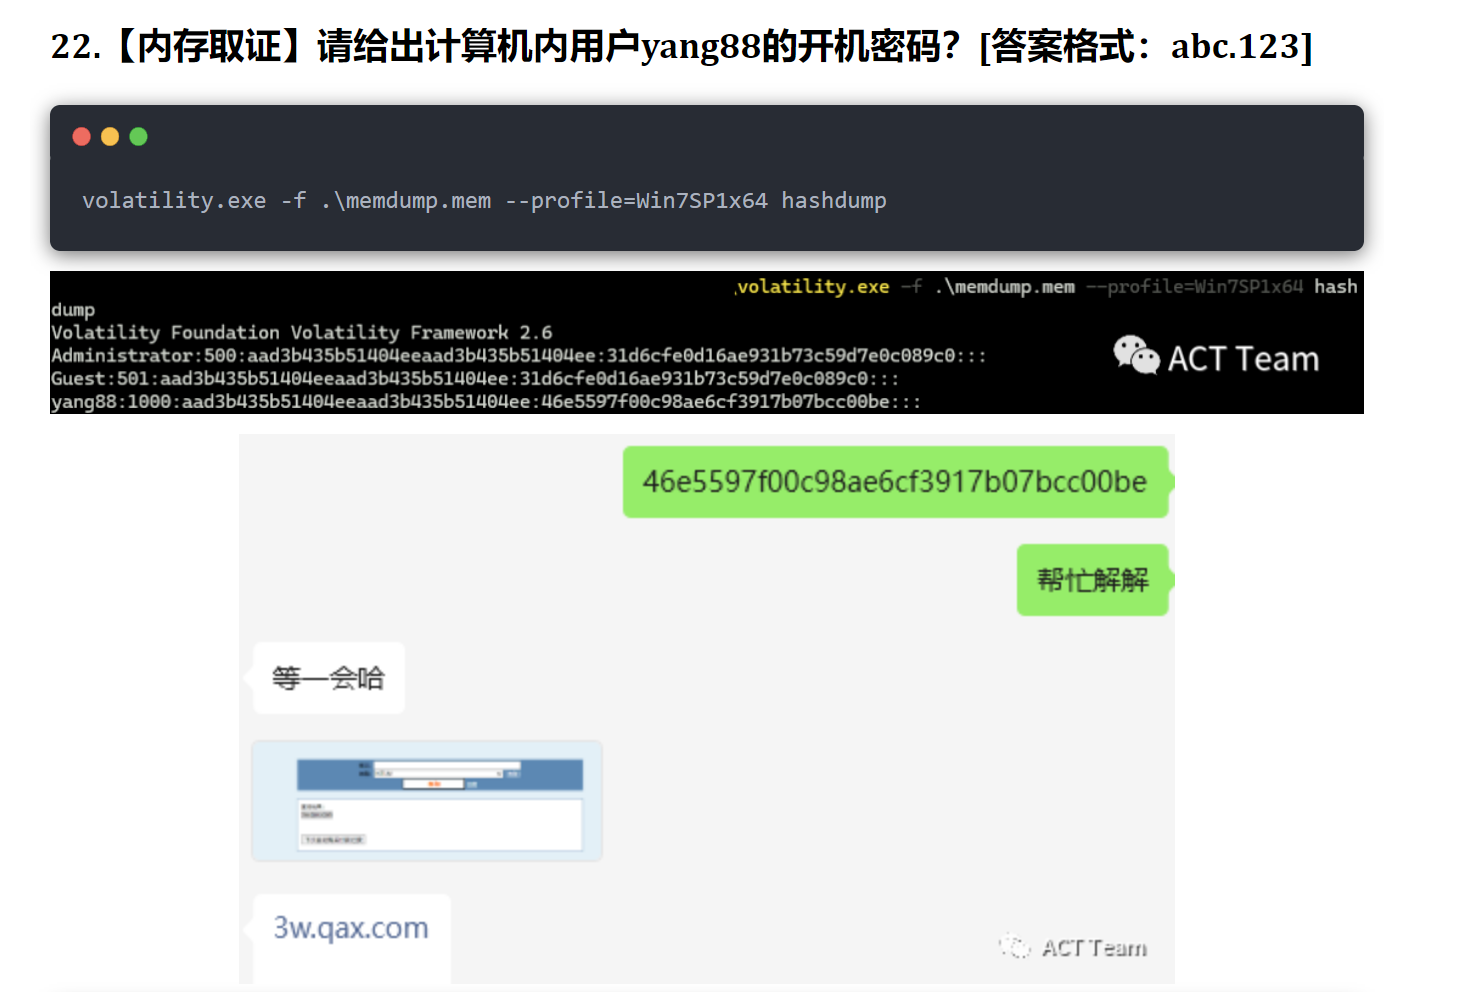 22.【内存取证】请给出计算机内用户yang88的开机密码？[答案格式：abc.123]
volatility.exe -f .\memdump.mem --profile=Win7SP1x64 hashdump
volatility.exe -f .\memdump.mem --profile=Win7SP1x64 hash
dump
Volatility Foundation Volatility Framework 2.6
Administrator:500:aad3b435b51404eeaad3b435b51404ee:31d6cfe0d16ae931b73c59d7e0c089c0:::
Guest:501:aad3b435b51404eeaad3b435b51404ee:31d6cfe0d16ae931b73c59d7e0c089c0:::
yang88:1000:aad3b435b51404eeaad3b435b51404ee:46e5597f00c98ae6cf3917b07bcc00be:::
ACT Team
46e5597f00c98ae6cf3917b07bcc00be
帮忙解解
等一会哈
3w.qax.com
ACT Team